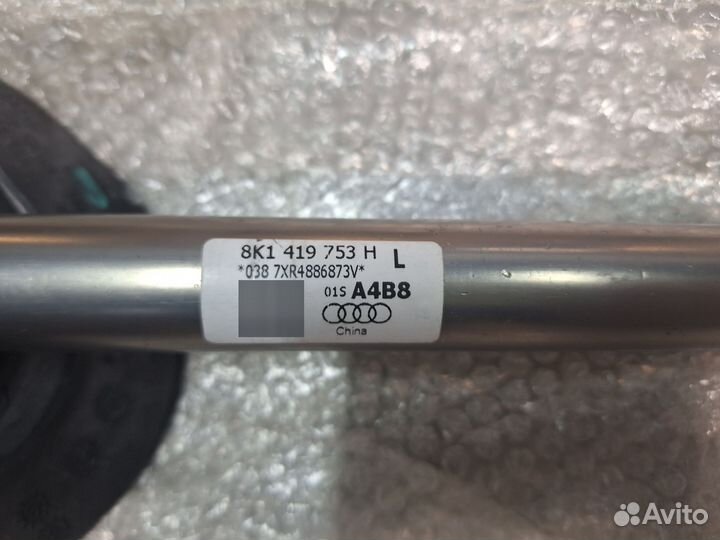 8K1 419 753 H L
*038 7XR4886873V*
01S A4B8
China
Avito